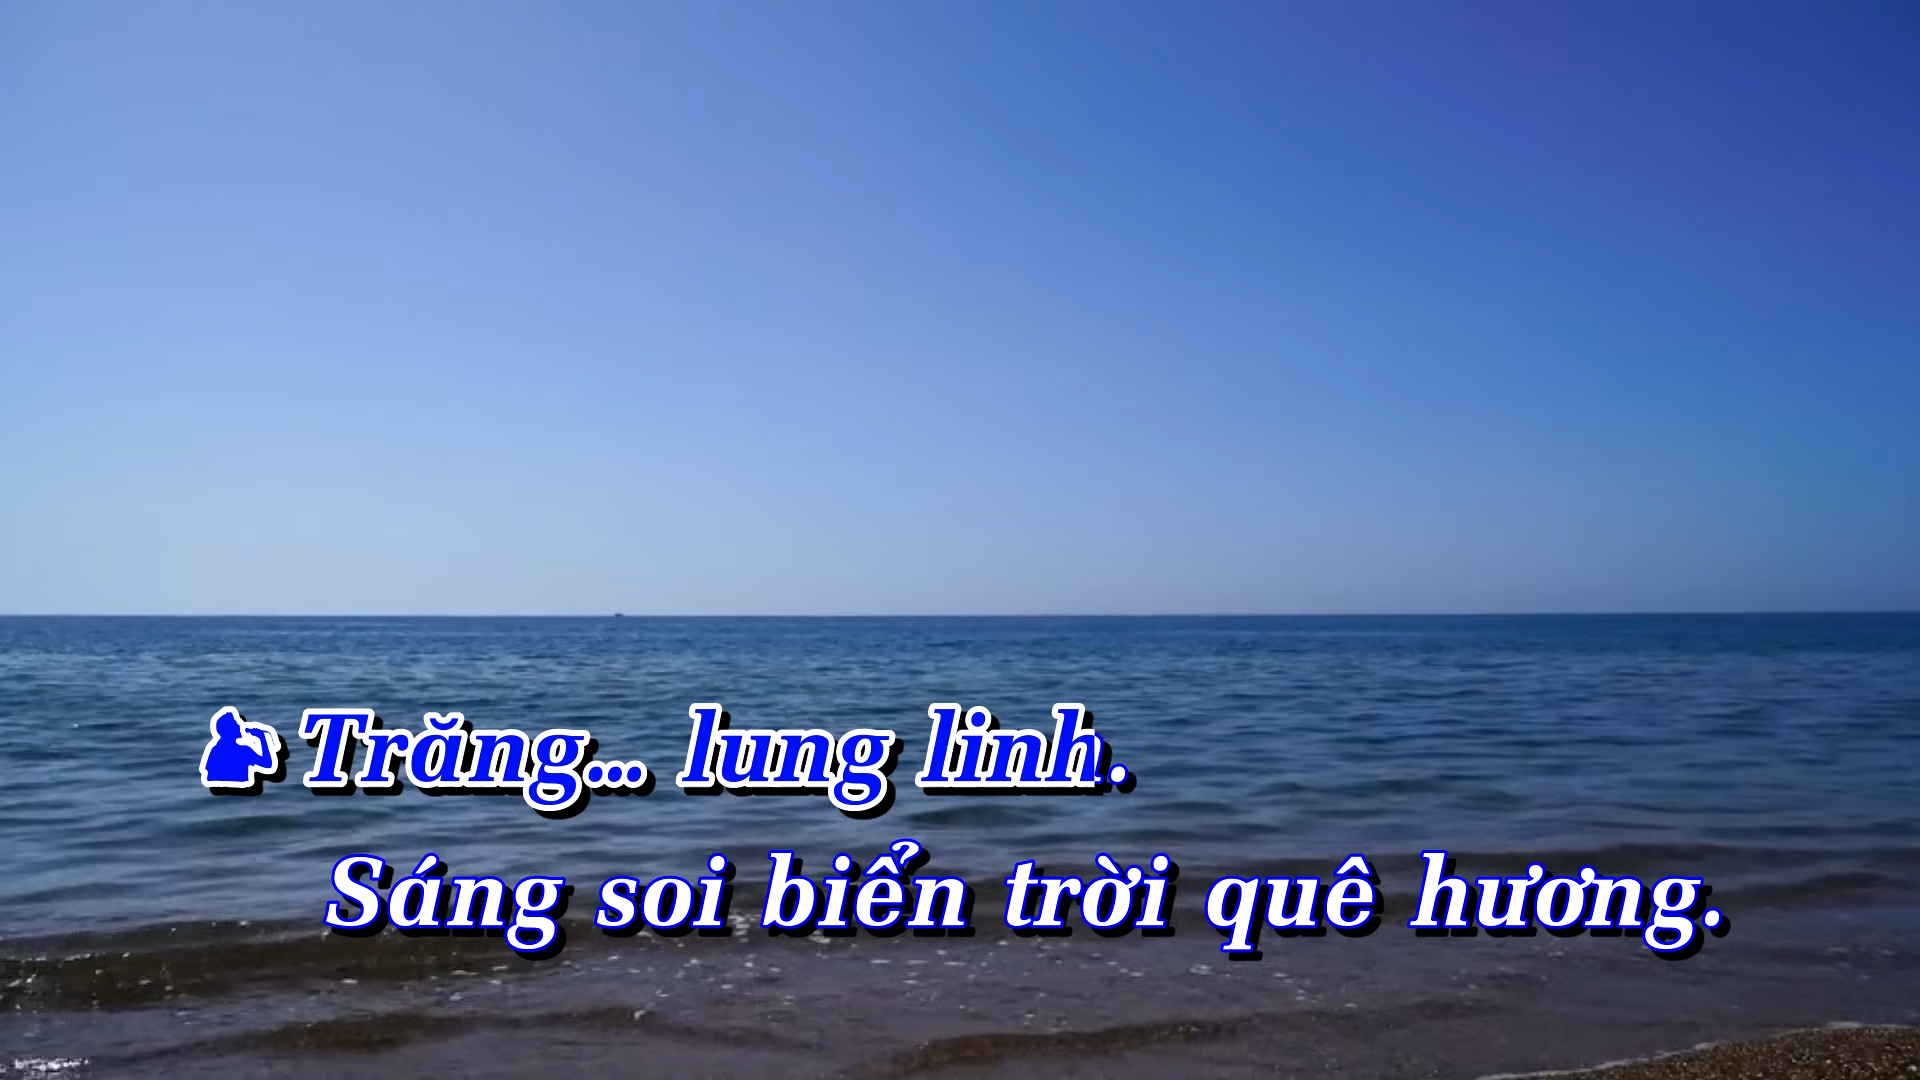 Trăng... lung linh.
Sáng soi biển trời quê hương.